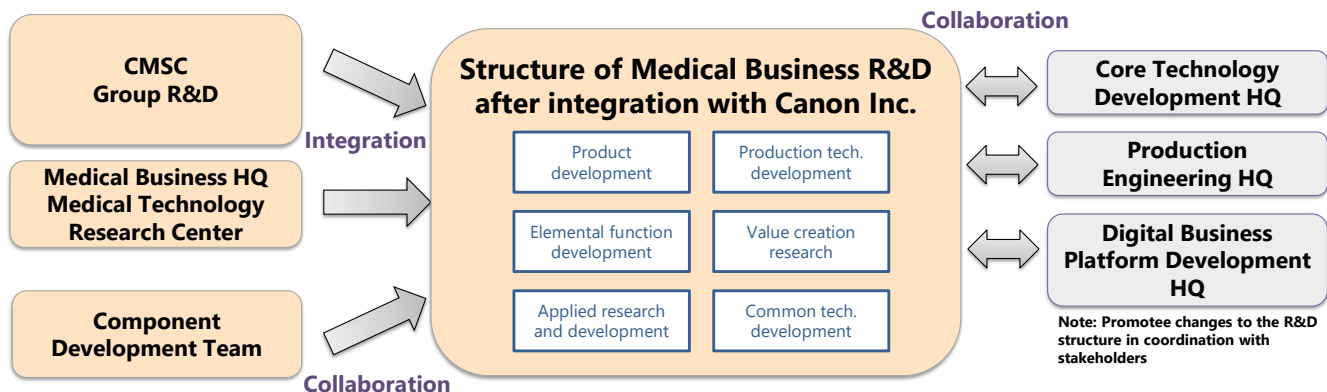 CMSC
Group R&D
Integration
Medical Business HQ
Medical Technology
Research Center
Component
Development Team
Collaboration
Structure of Medical Business R&D
after integration with Canon Inc.
Product
development
Production tech.
development
Elemental function
development
Value creation
research
Applied research
and development
Common tech.
development
Collaboration
Core Technology
Development HQ
Production
Engineering HQ
Digital Business
Platform Development
HQ
Note: Promotee changes to the R&D
structure in coordination with
stakeholders